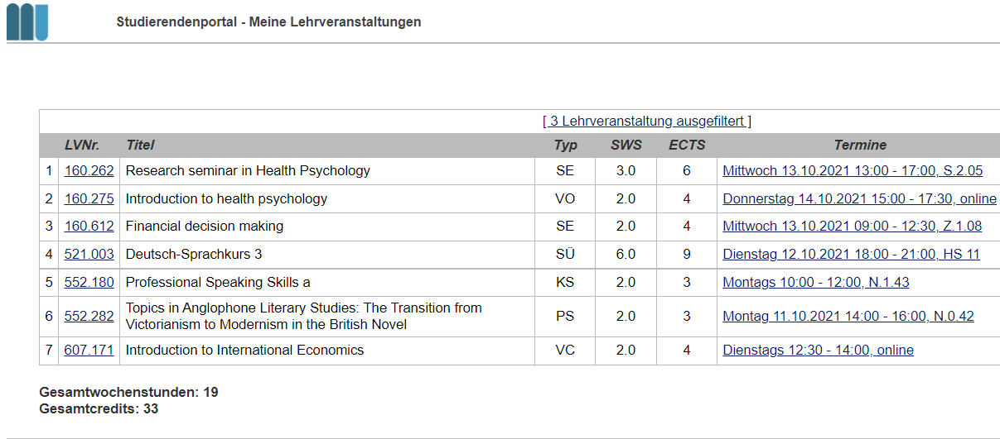 Studierendenportal - Meine Lehrveranstaltungen
[ 3 Lehrveranstaltung ausgefiltert ]
LVNr. Titel Typ SWS ECTS Termine
1 160.262 Research seminar in Health Psychology SE 3.0 6 Mittwoch 13.10.2021 13:00 - 17:00, S.2.05
2 160.275 Introduction to health psychology VO 2.0 4 Donnerstag 14.10.2021 15:00 - 17:30, online
3 160.612 Financial decision making SE 2.0 4 Mittwoch 13.10.2021 09:00 - 12:30, Z.1.08
4 521.003 Deutsch-Sprachkurs 3 SÜ 6.0 9 Dienstag 12.10.2021 18:00 - 21:00, HS 11
5 552.180 Professional Speaking Skills a KS 2.0 3 Montags 10:00 - 12:00, N.1.43
6 552.282 Topics in Anglophone Literary Studies: The Transition from
Victorianism to Modernism in the British Novel PS 2.0 3 Montag 11.10.2021 14:00 - 16:00, N.0.42
7 607.171 Introduction to International Economics VC 2.0 4 Dienstags 12:30 - 14:00, online
Gesamtwochenstunden: 19
Gesamtcredits: 33